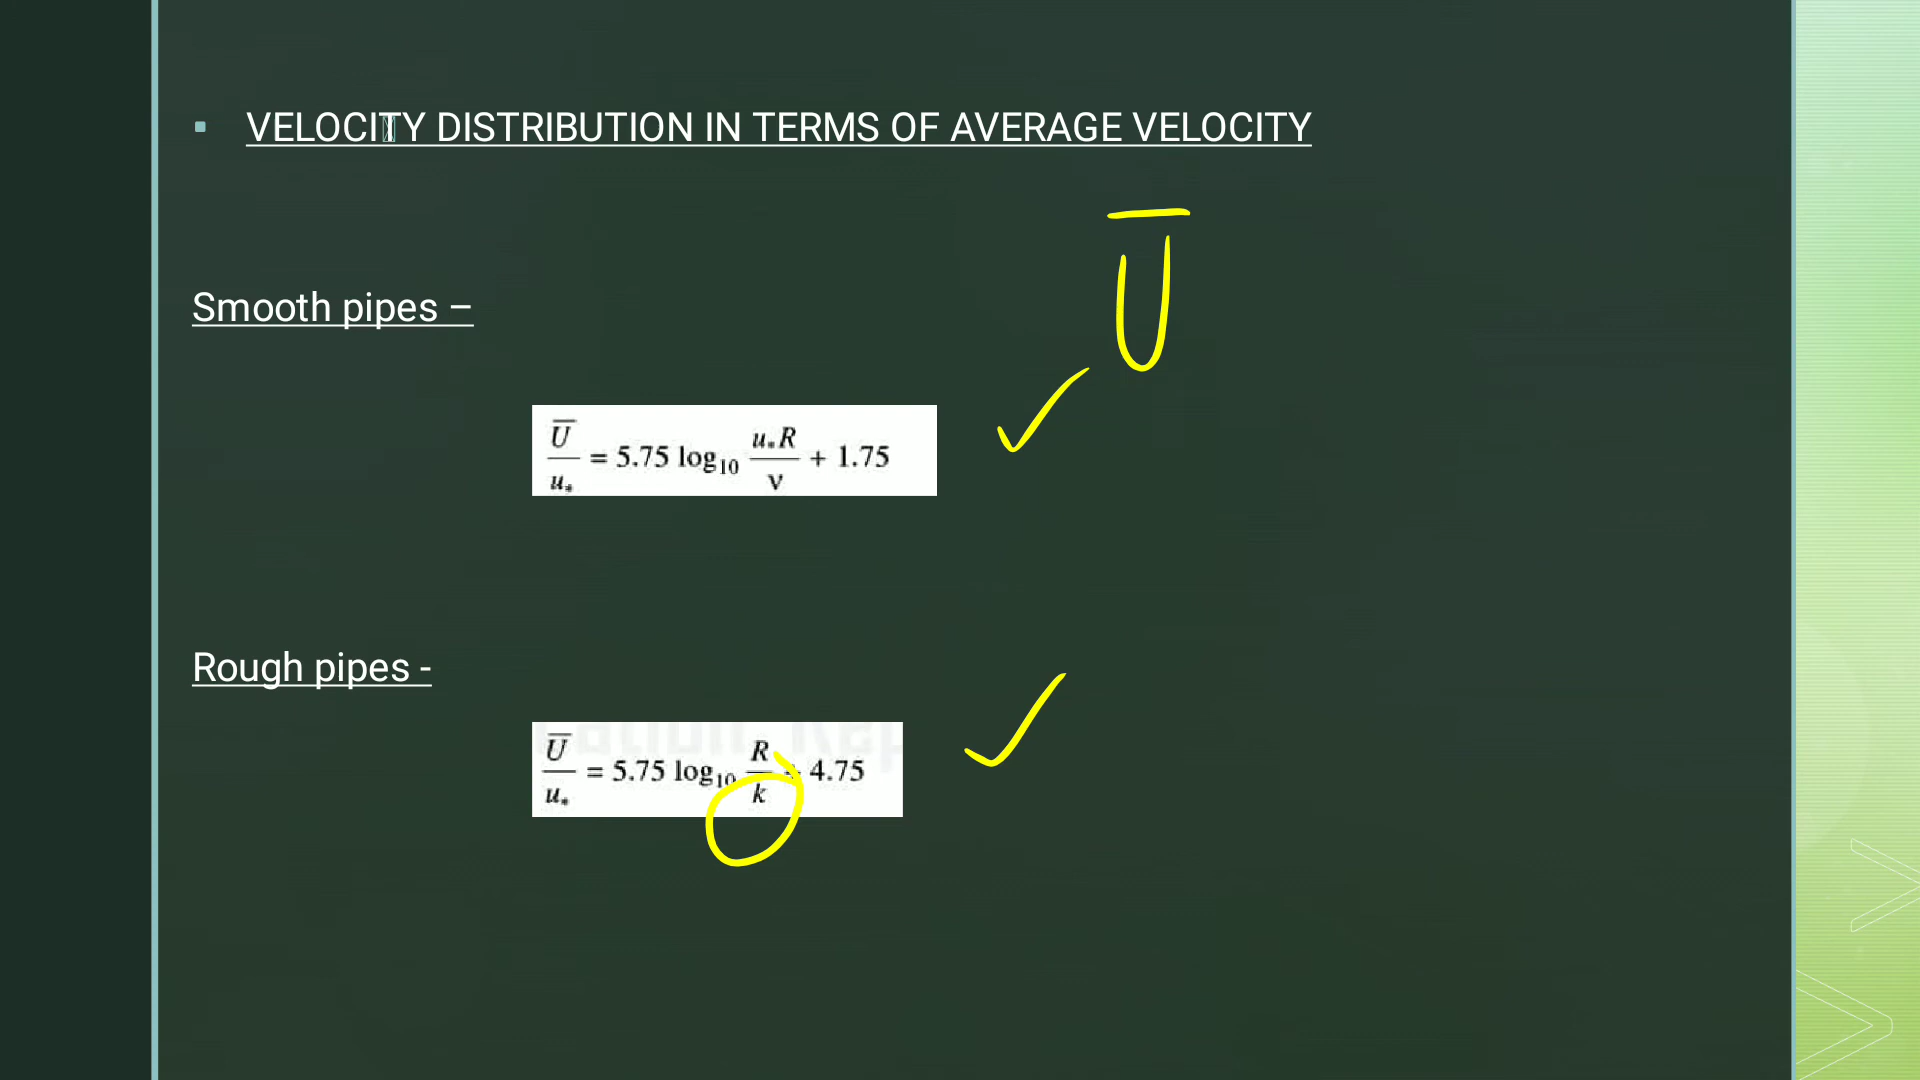 ▪ VELOCITY DISTRIBUTION IN TERMS OF AVERAGE VELOCITY
U̅
Smooth pipes –
U̅/u* = 5.75 log₁₀ u*R/ν + 1.75
Rough pipes -
U̅/u* = 5.75 log₁₀ R/k + 4.75